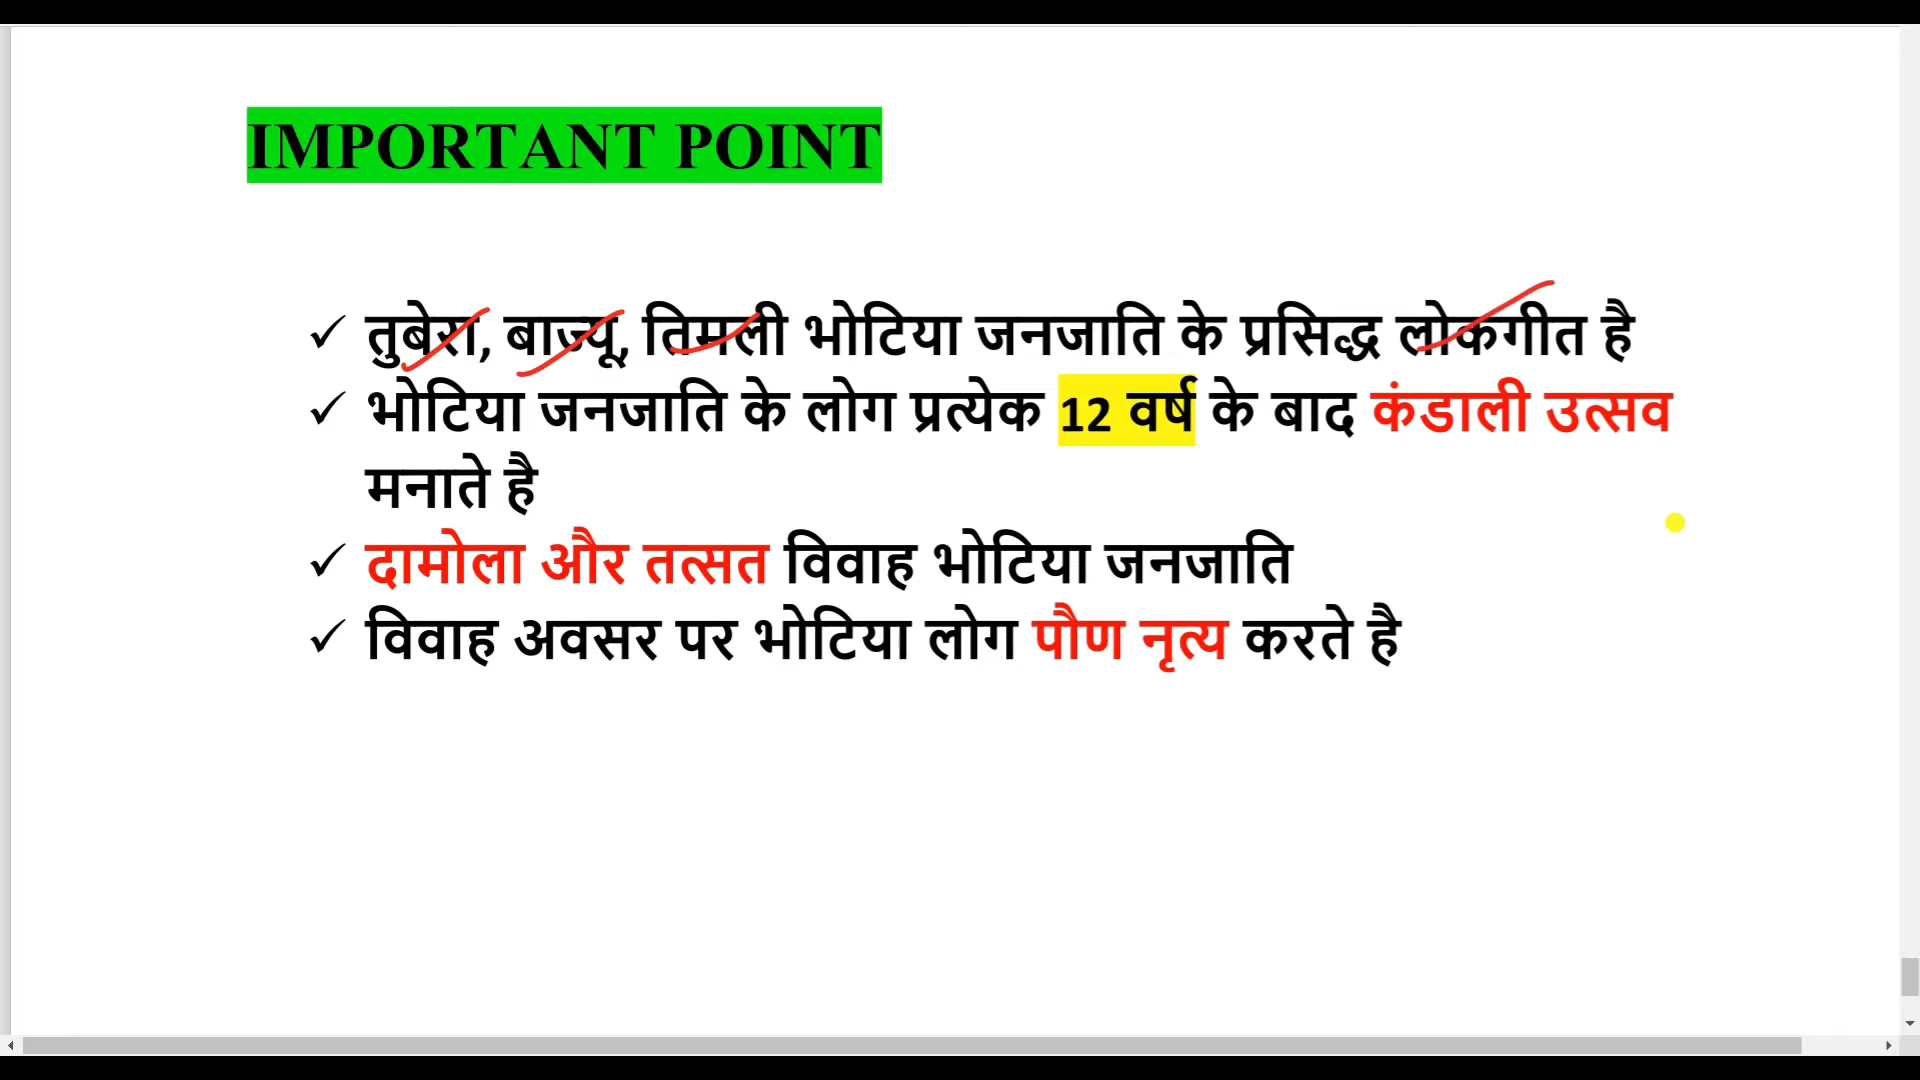 IMPORTANT POINT
✓ तुबेरा, बाज्यू, तिमली भोटिया जनजाति के प्रसिद्ध लोकगीत है
✓ भोटिया जनजाति के लोग प्रत्येक 12 वर्ष के बाद कंडाली उत्सव
मनाते है
✓ दामोला और तत्सत विवाह भोटिया जनजाति
✓ विवाह अवसर पर भोटिया लोग पौण नृत्य करते है